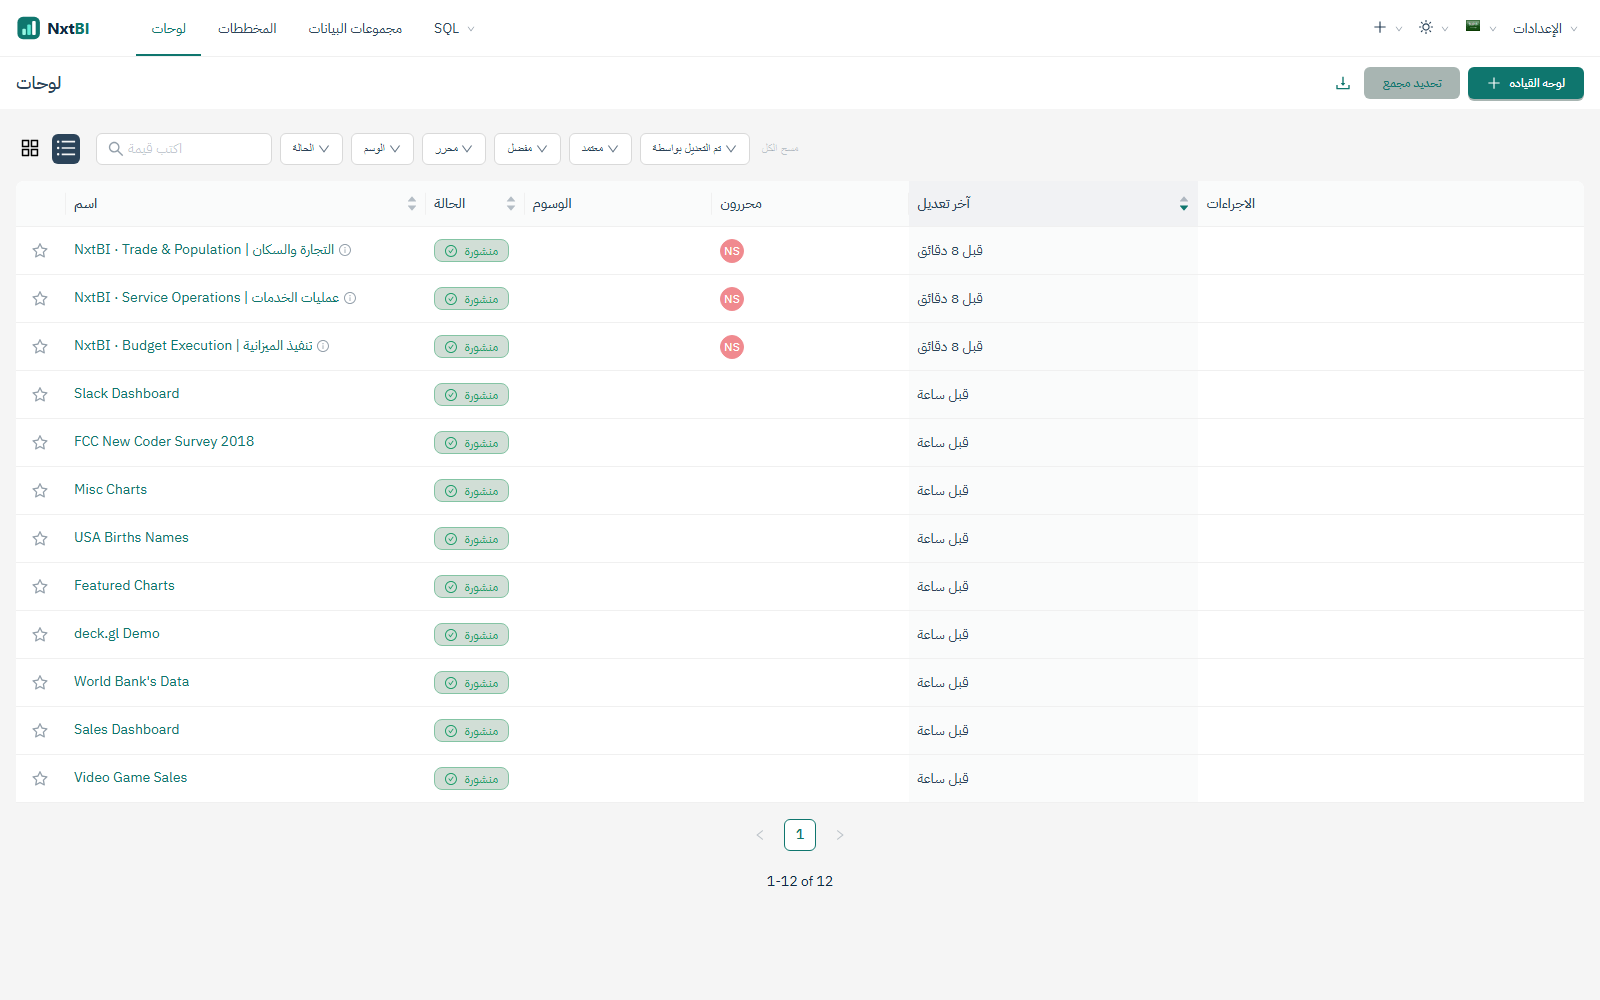 NxtBI
لوحات
المخططات
مجموعات البيانات
SQL
الإعدادات
لوحات
تحديد مجمع
لوحه القياده
اكتب قيمة
الحالة
الوسم
محرر
مفضل
معتمد
تم التعديل بواسطة
مسح الكل
اسم
الحالة
الوسوم
محررون
آخر تعديل
الاجراءات
NxtBI · Trade & Population | التجارة والسكان
منشورة
NS
قبل 8 دقائق
NxtBI · Service Operations | عمليات الخدمات
منشورة
NS
قبل 8 دقائق
NxtBI · Budget Execution | تنفيذ الميزانية
منشورة
NS
قبل 8 دقائق
Slack Dashboard
منشورة
قبل ساعة
FCC New Coder Survey 2018
منشورة
قبل ساعة
Misc Charts
منشورة
قبل ساعة
USA Births Names
منشورة
قبل ساعة
Featured Charts
منشورة
قبل ساعة
deck.gl Demo
منشورة
قبل ساعة
World Bank's Data
منشورة
قبل ساعة
Sales Dashboard
منشورة
قبل ساعة
Video Game Sales
منشورة
قبل ساعة
1
1-12 of 12